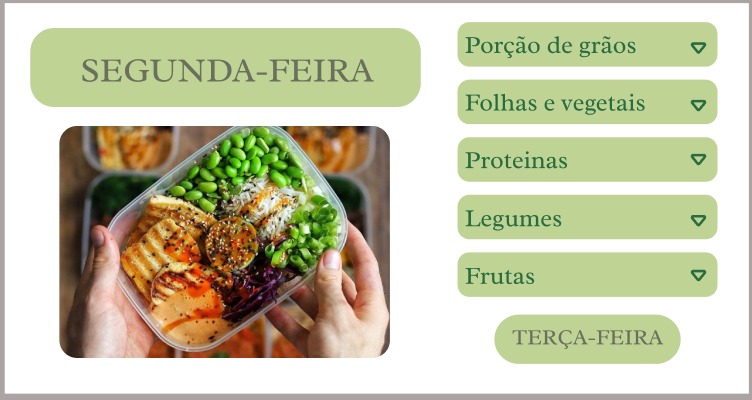 SEGUNDA-FEIRA
Porção de grãos
Folhas e vegetais
Proteinas
Legumes
Frutas
TERÇA-FEIRA